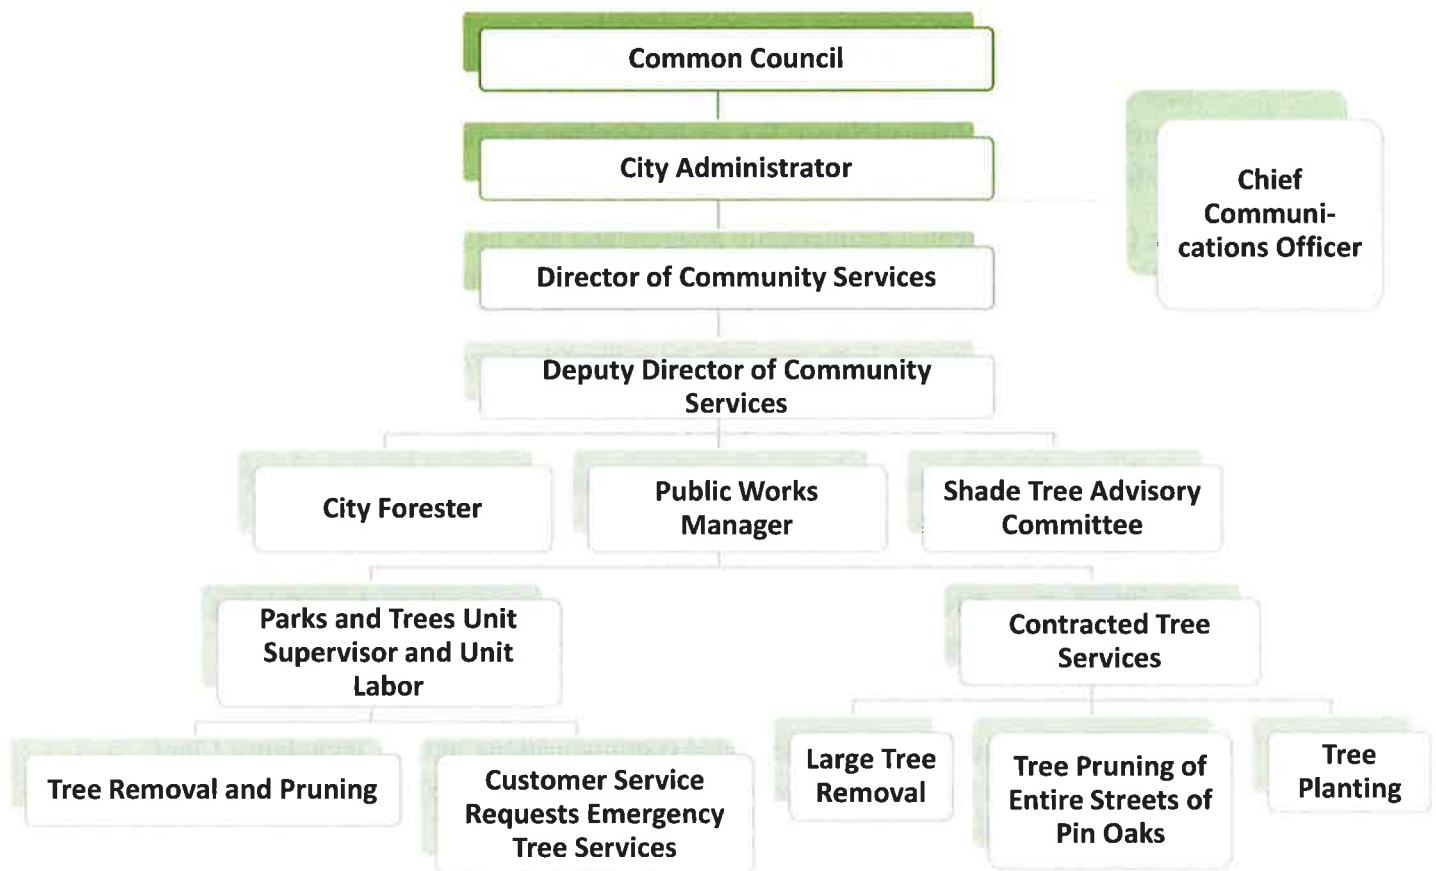 Common Council
City Administrator
Chief
Communi-
cations Officer
Director of Community Services
Deputy Director of Community
Services
City Forester
Public Works
Manager
Shade Tree Advisory
Committee
Parks and Trees Unit
Supervisor and Unit
Labor
Contracted Tree
Services
Tree Removal and Pruning
Customer Service
Requests Emergency
Tree Services
Large Tree
Removal
Tree Pruning of
Entire Streets of
Pin Oaks
Tree
Planting